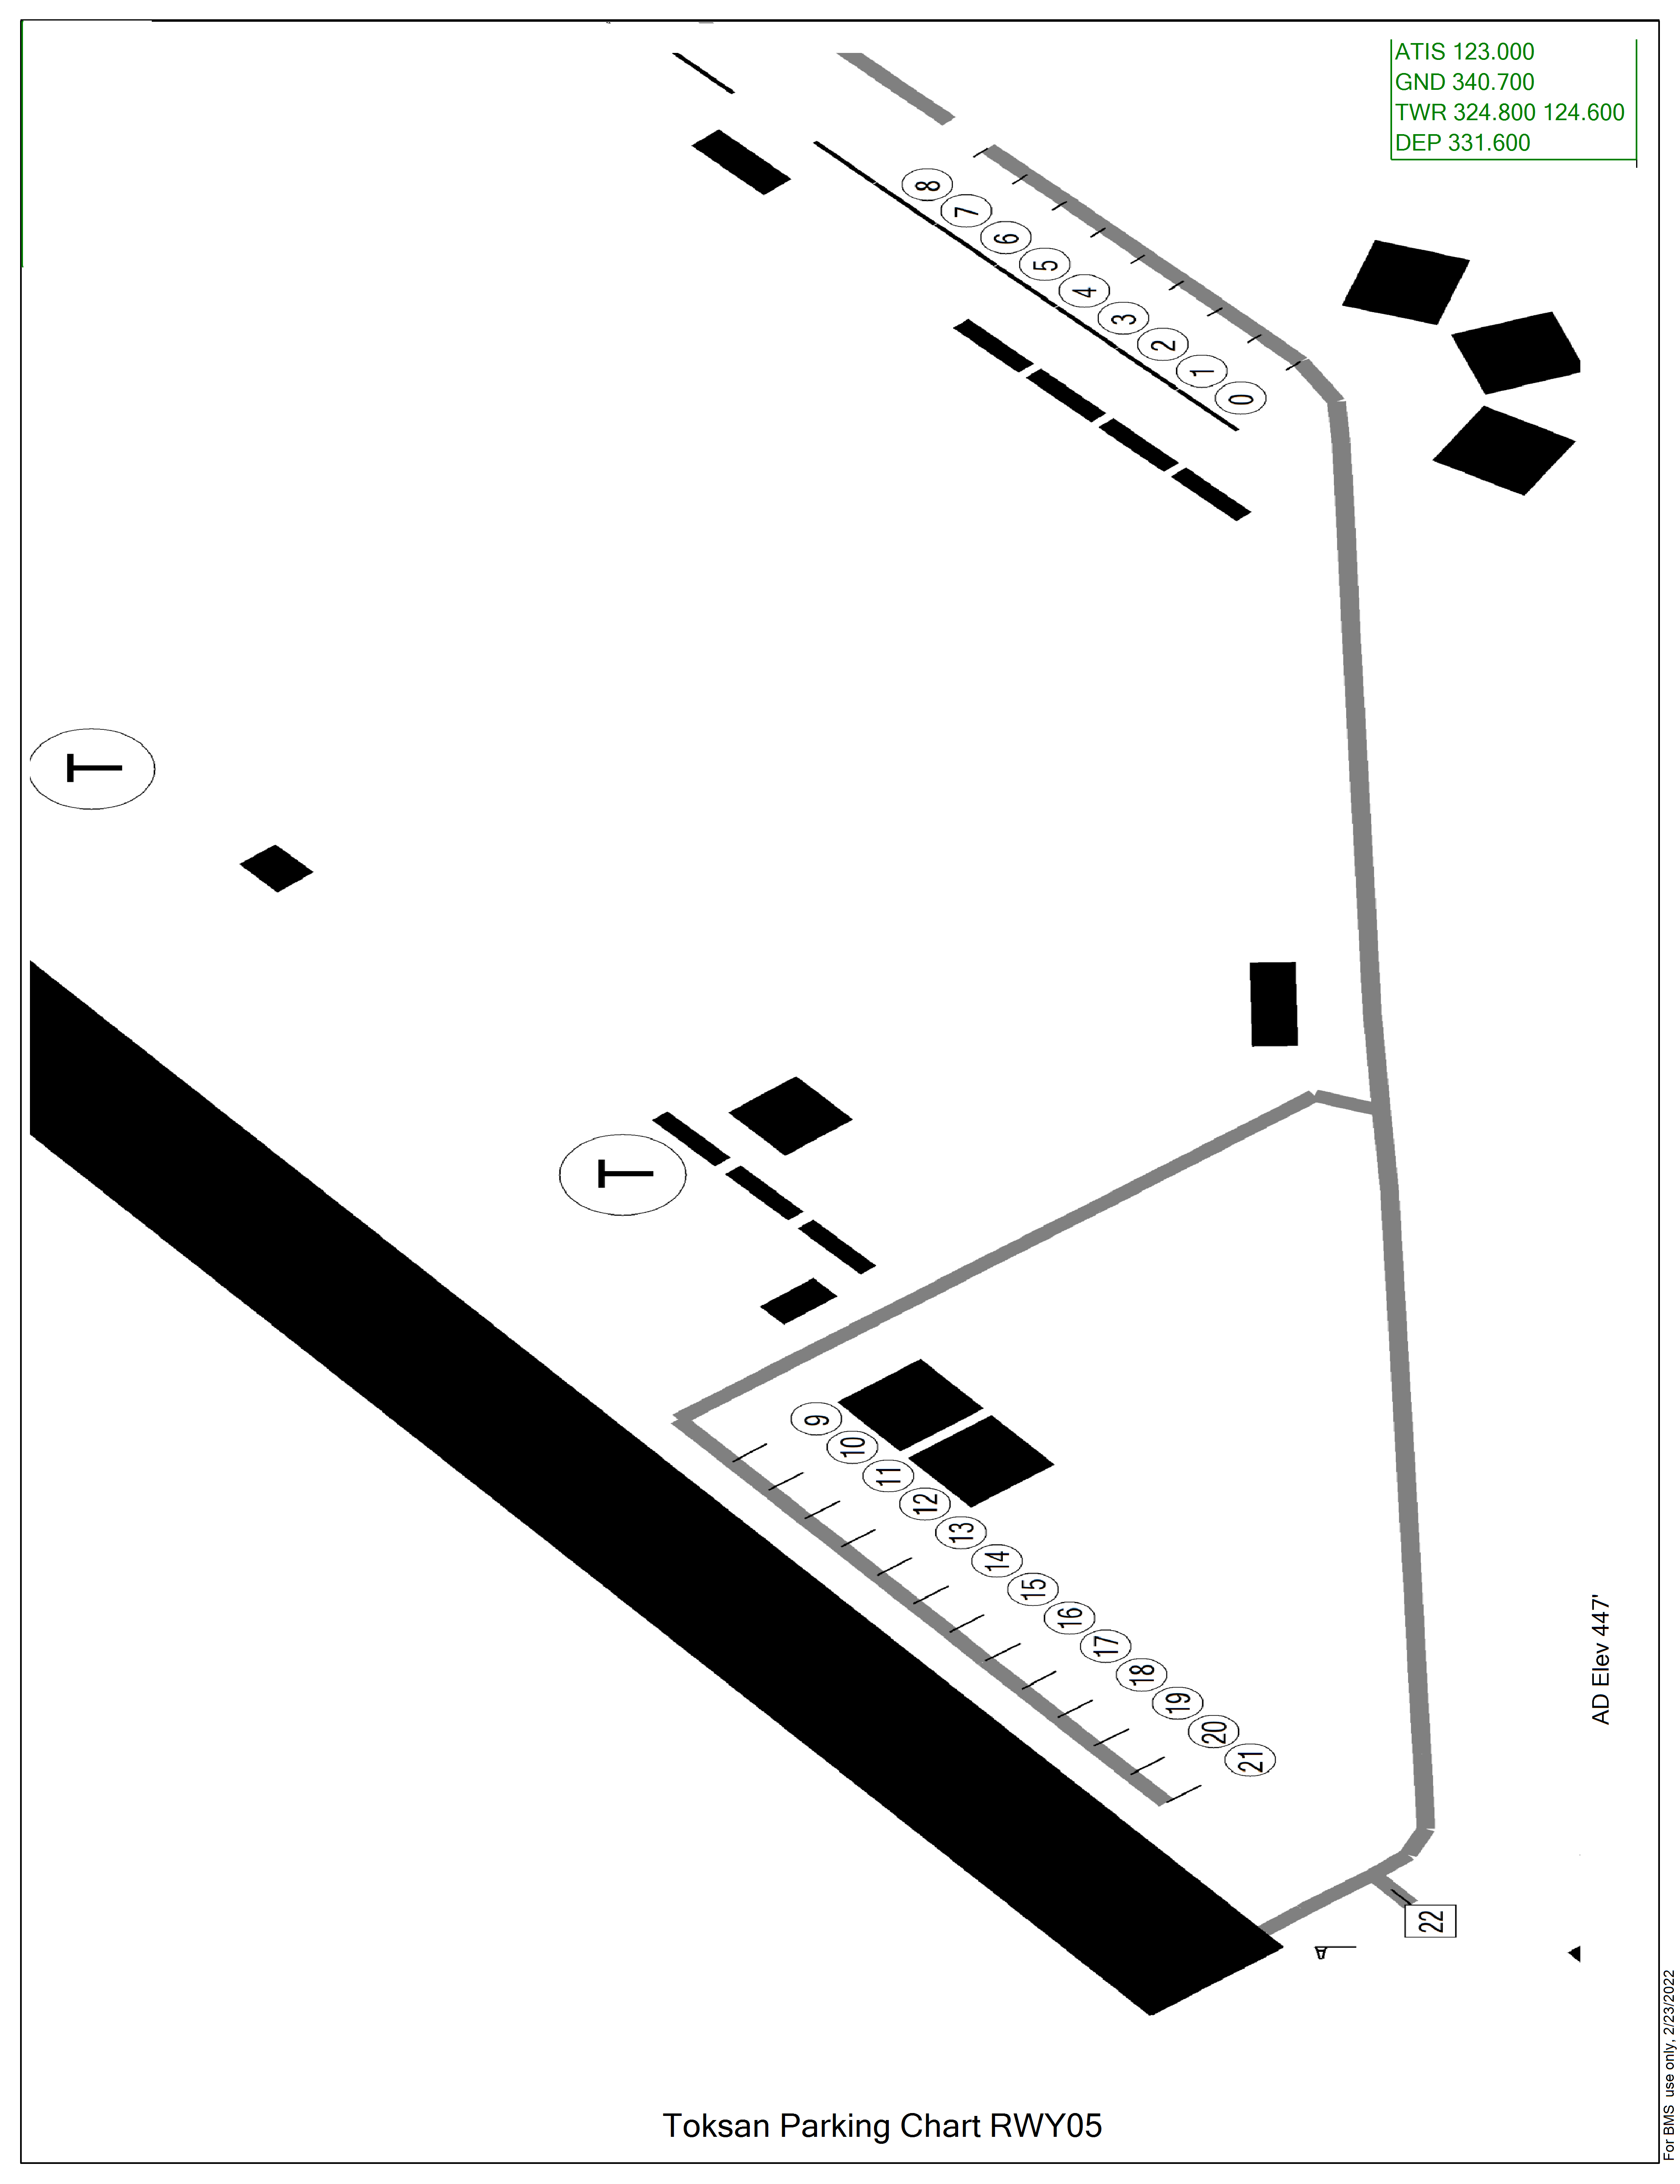 ATIS 123.000
GND 340.700
TWR 324.800 124.600
DEP 331.600
8
7
6
5
4
3
2
1
0
T
T
9
10
11
12
13
14
15
16
17
18
19
20
21
22
AD Elev 447'
For BMS use only, 2/23/2022
Toksan Parking Chart RWY05